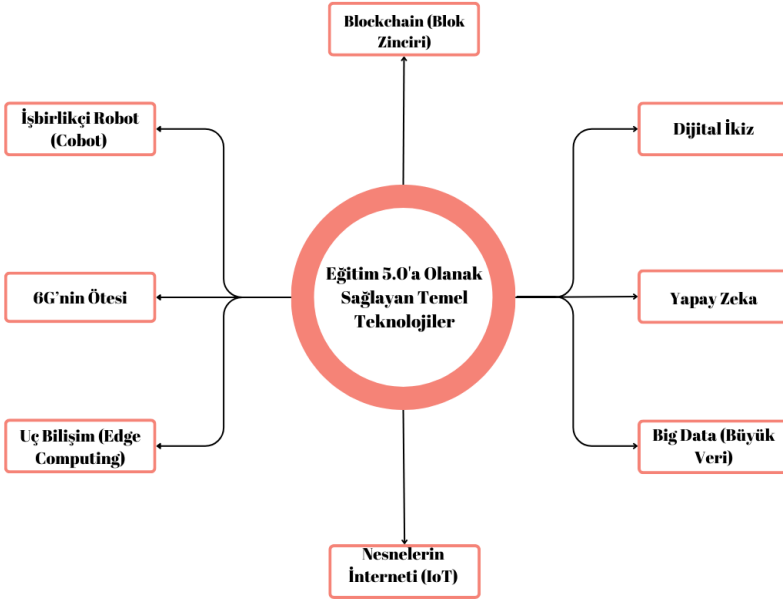 Blockchain (Blok
Zinciri)
İşbirlikçi Robot
(Cobot)
Dijital İkiz
Eğitim 5.0'a Olanak
Sağlayan Temel
Teknolojiler
6G’nin Ötesi
Yapay Zeka
Uç Bilişim (Edge
Computing)
Big Data (Büyük
Veri)
Nesnelerin
İnterneti (IoT)